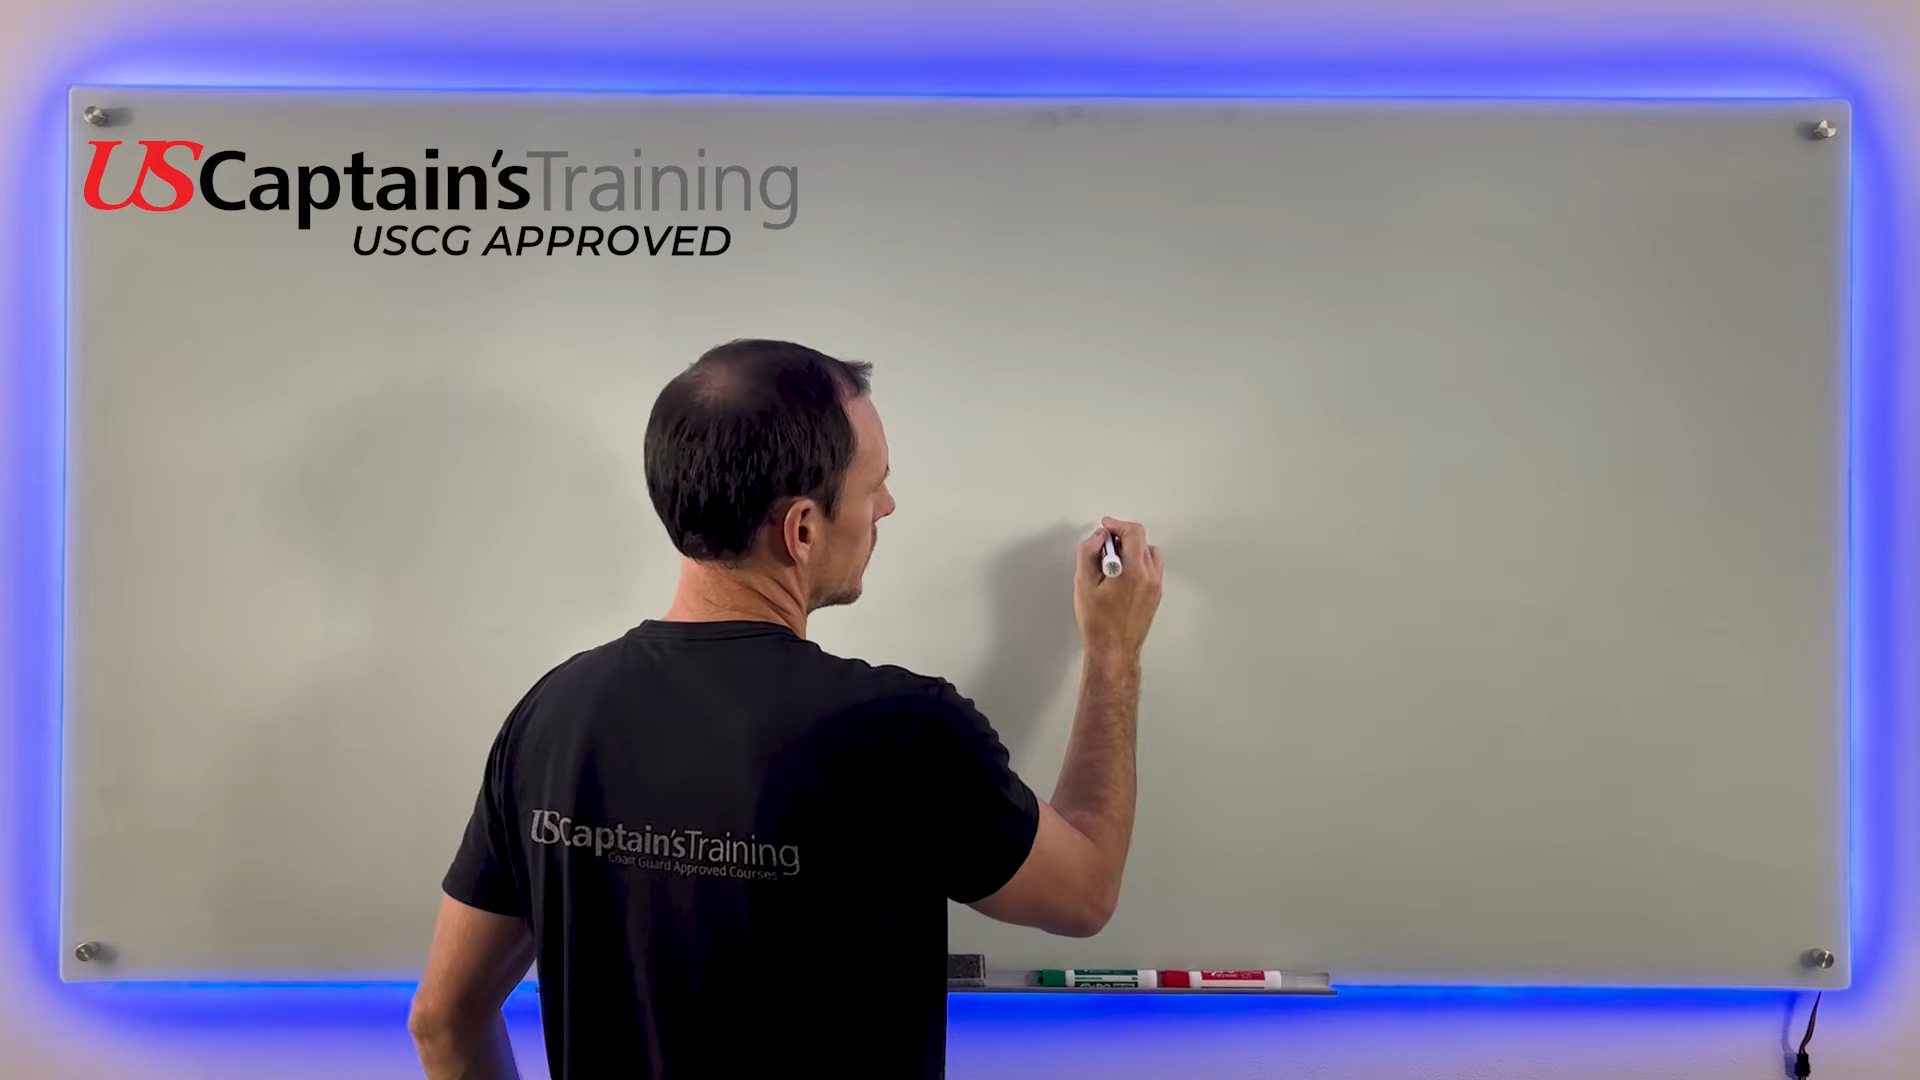 USCaptain'sTraining
USCG APPROVED
USCaptain'sTraining
Coast Guard Approved Courses